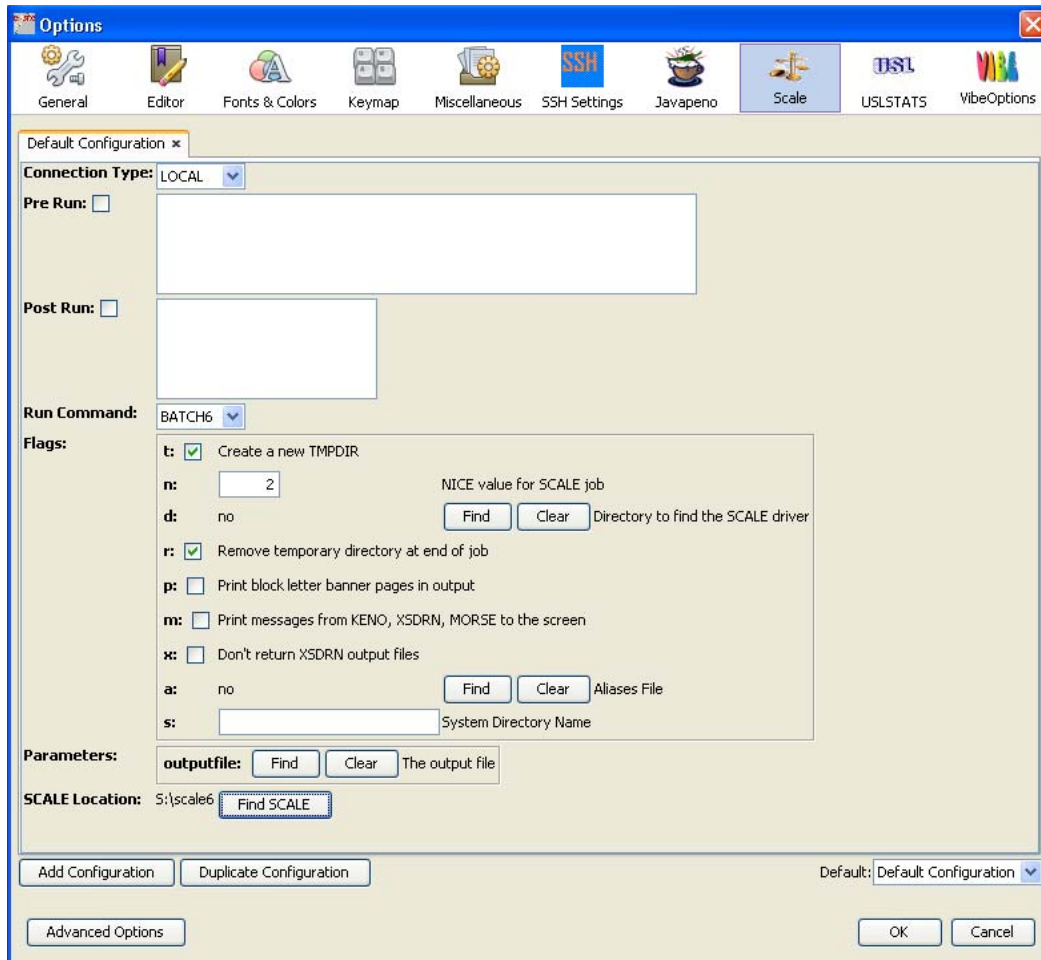 Options
General Editor Fonts & Colors Keymap Miscellaneous SSH SSH Settings Javapeno Scale USL USLSTATS VibeOptions
Default Configuration ×
Connection Type: LOCAL
Pre Run:
Post Run:
Run Command: BATCH6
Flags:
t: Create a new TMPDIR
n: 2 NICE value for SCALE job
d: no Find Clear Directory to find the SCALE driver
r: Remove temporary directory at end of job
p: Print block letter banner pages in output
m: Print messages from KENO, XSDRN, MORSE to the screen
x: Don't return XSDRN output files
a: no Find Clear Aliases File
s: System Directory Name
Parameters: outputfile: Find Clear The output file
SCALE Location: S:\scale6 Find SCALE
Add Configuration Duplicate Configuration Default: Default Configuration
Advanced Options OK Cancel